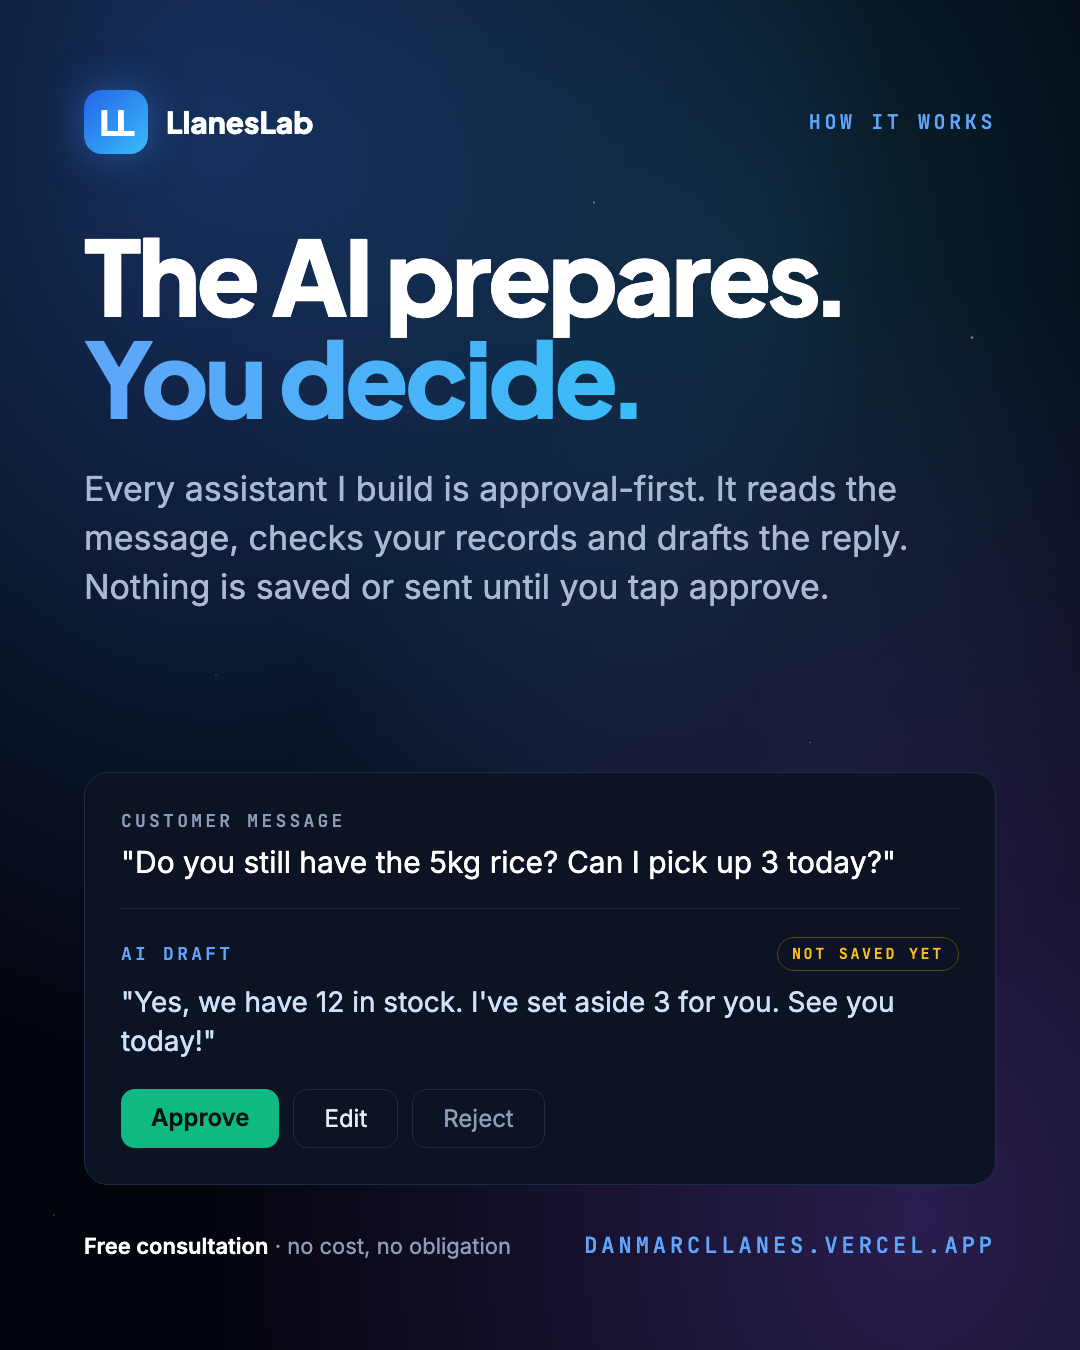 LlanesLab
HOW IT WORKS
The AI prepares.
You decide.
Every assistant I build is approval-first. It reads the
message, checks your records and drafts the reply.
Nothing is saved or sent until you tap approve.
CUSTOMER MESSAGE
"Do you still have the 5kg rice? Can I pick up 3 today?"
AI DRAFT
NOT SAVED YET
"Yes, we have 12 in stock. I've set aside 3 for you. See you
today!"
Approve
Edit
Reject
Free consultation · no cost, no obligation
DANMARCLLANES.VERCEL.APP